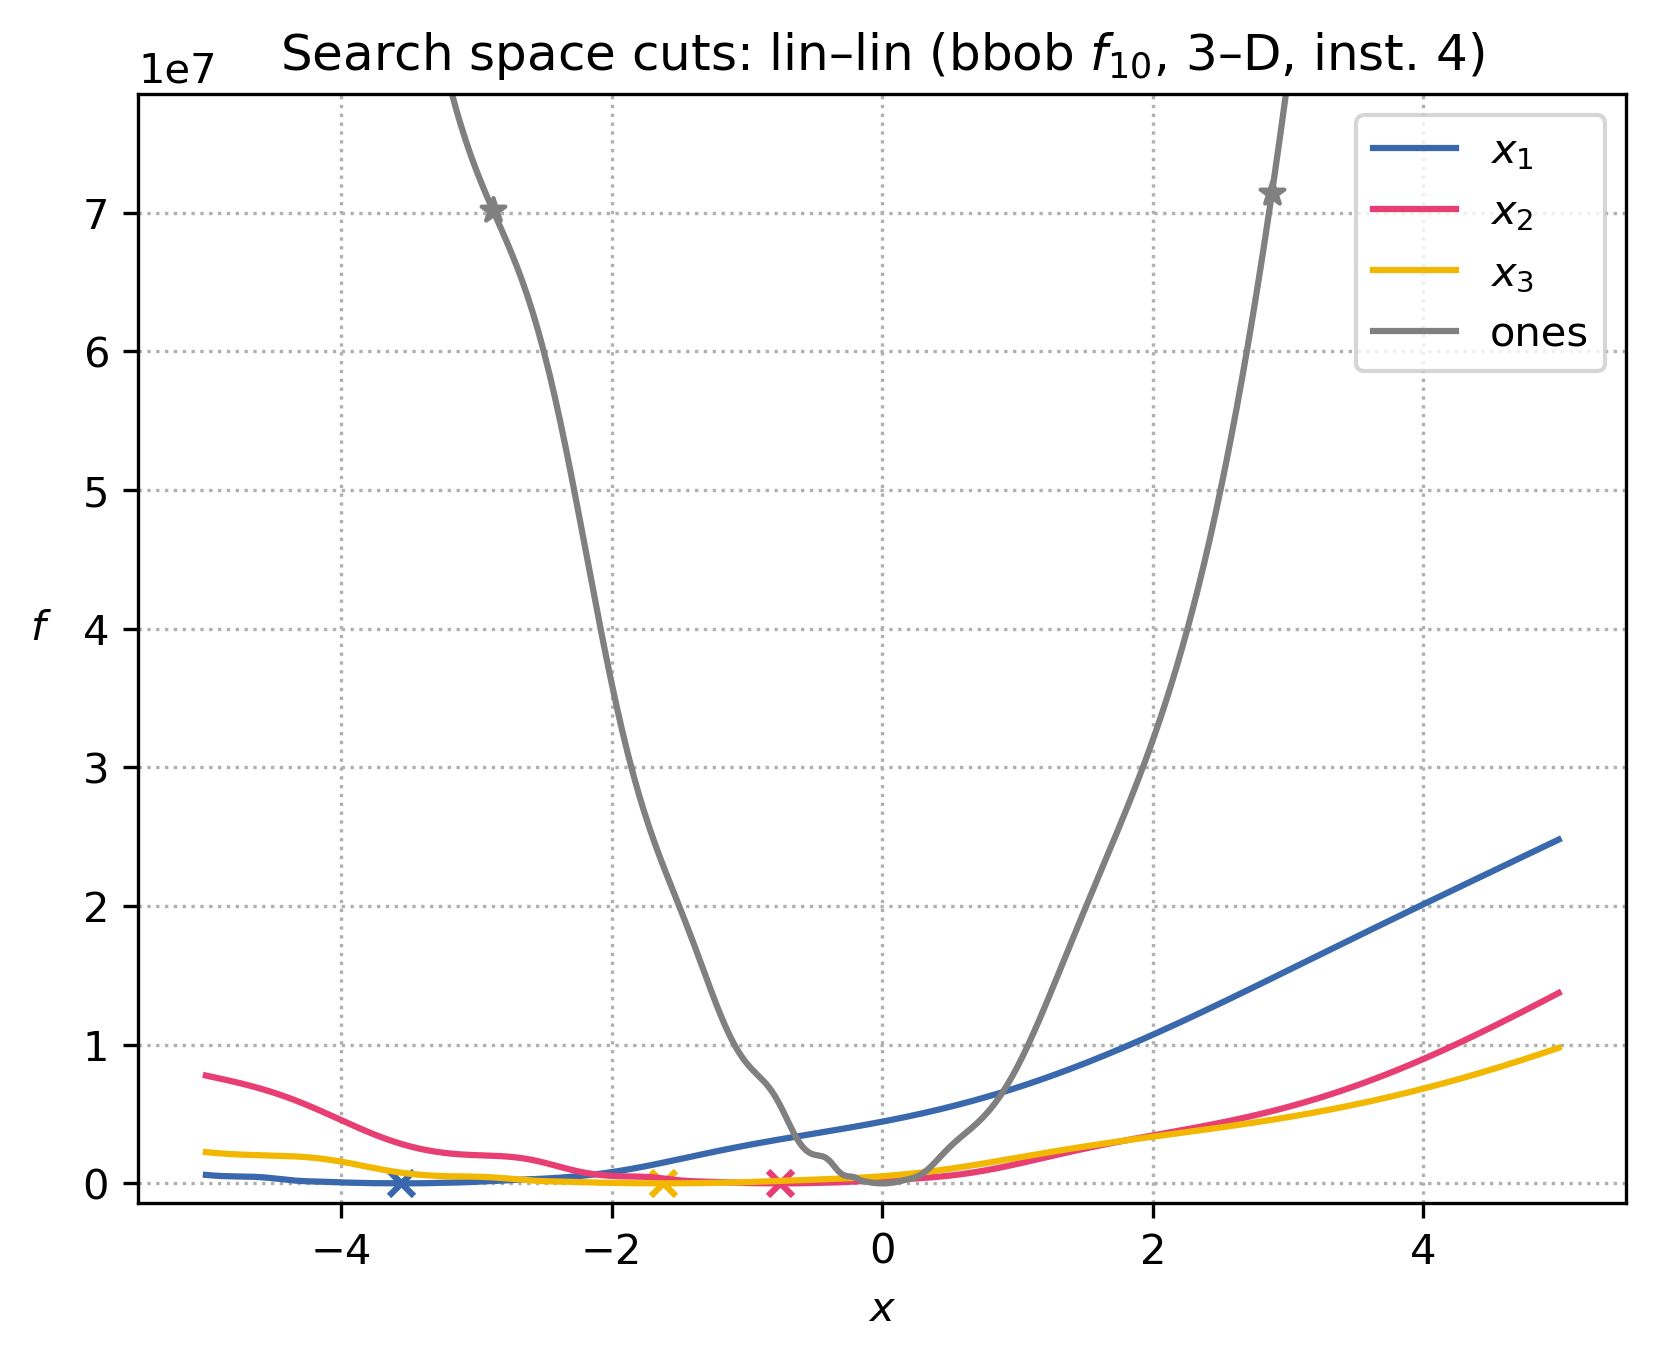 Search space cuts: lin–lin (bbob f10, 3–D, inst. 4)
1e7
x1
x2
x3
ones
7
6
5
4
3
2
1
0
f
−4 −2 0 2 4
x